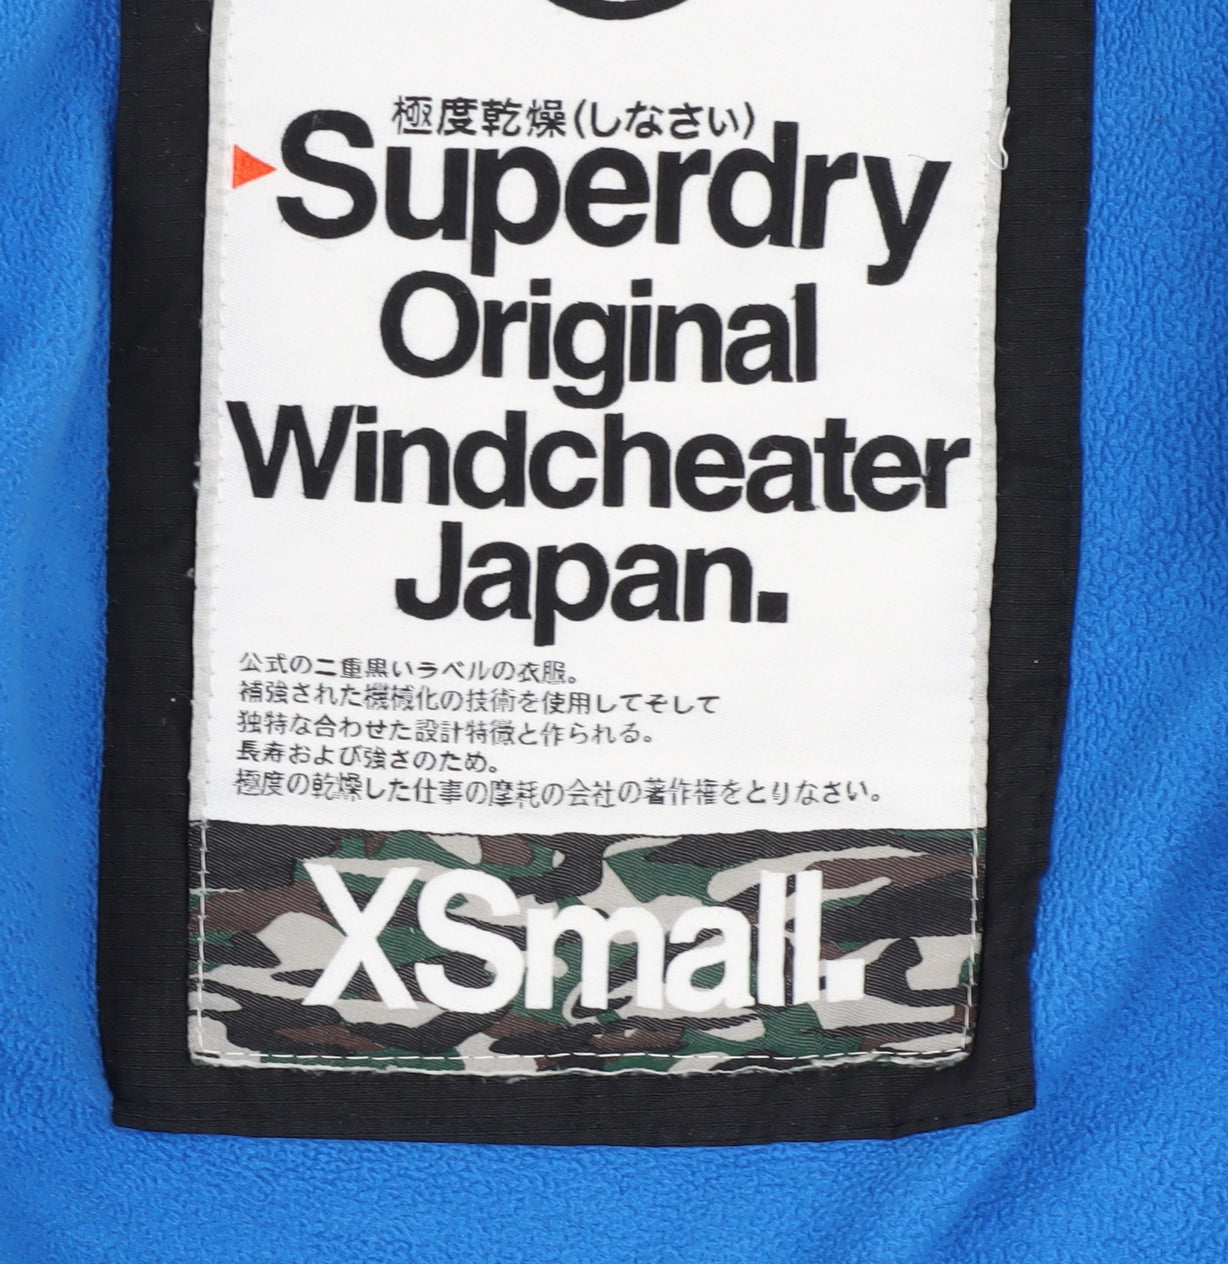 極度乾燥(しなさい)
Superdry
Original
Windcheater
Japan.
公式の二重黒いラベルの衣服。
補強された機械化の技術を使用してそして
独特な合わせた設計特徴と作られる。
長寿および強さのため。
極度の乾燥した仕事の摩耗の会社の著作権をとりなさい。
XSmall.